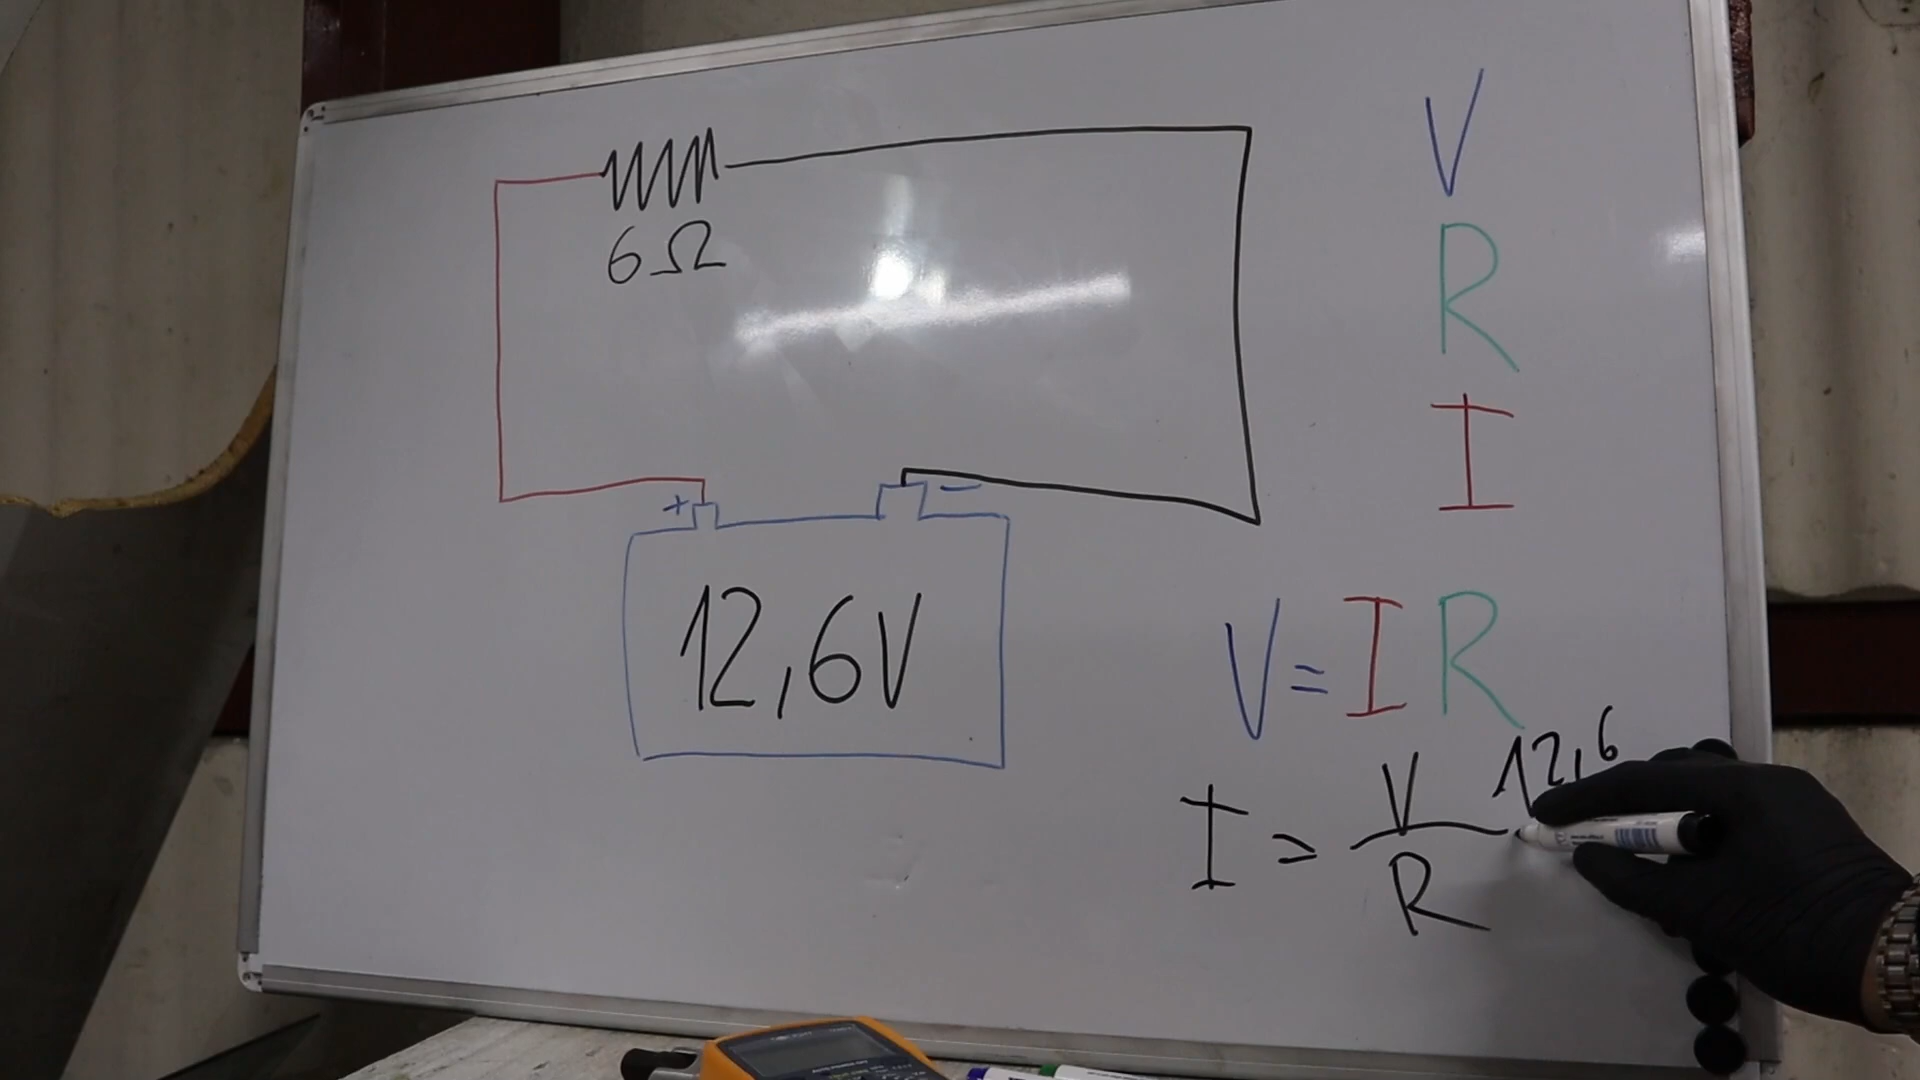 6Ω
+ −
12,6V
V
R
I
V=IR
I = V/R 12,6